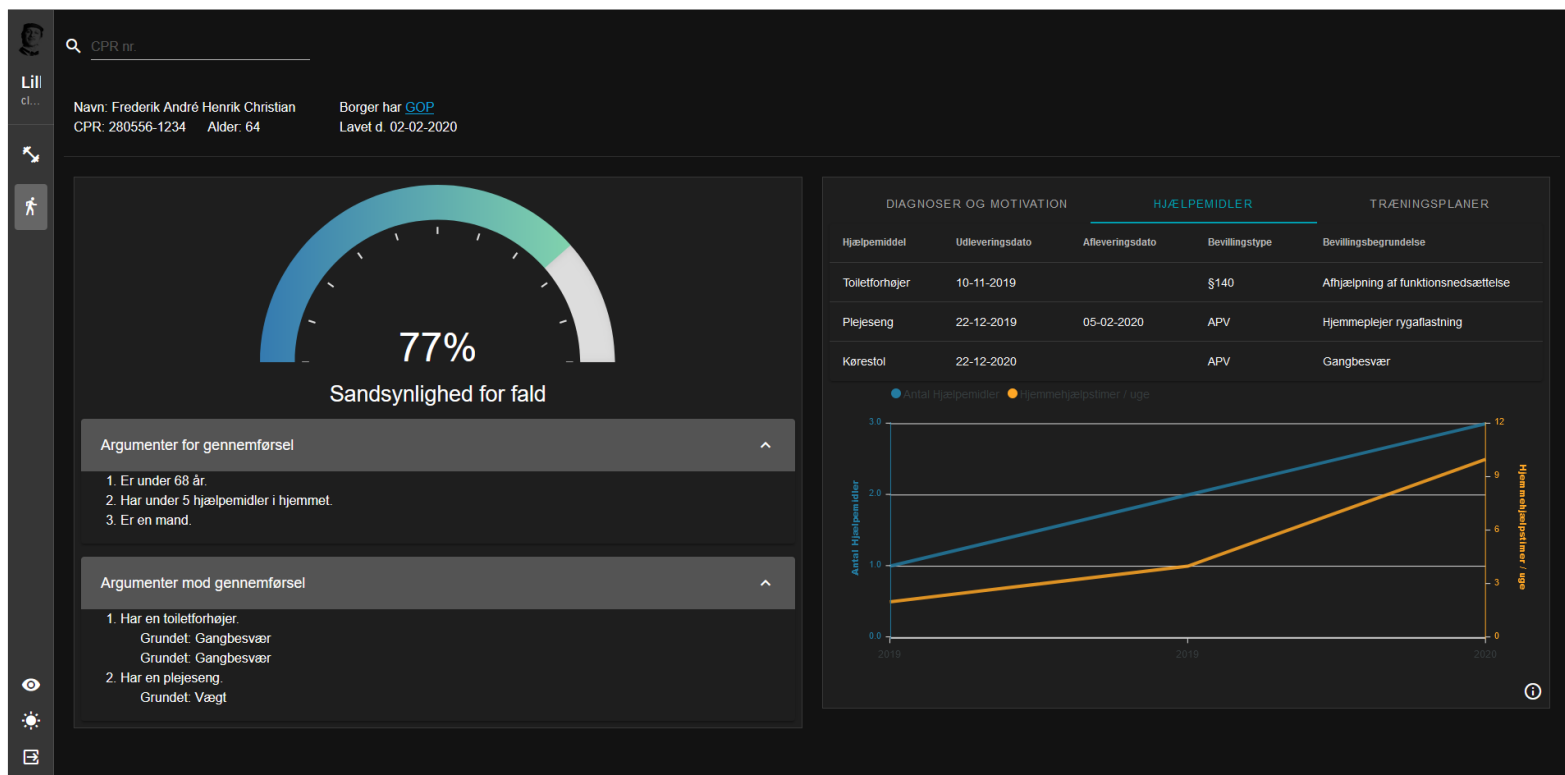 CPR nr.
Lill
cl...
Navn: Frederik André Henrik Christian
CPR: 280556-1234 Alder: 64
Borger har GOP
Lavet d. 02-02-2020
77%
Sandsynlighed for fald
Argumenter for gennemførsel
1. Er under 68 år.
2. Har under 5 hjælpemidler i hjemmet.
3. Er en mand.
Argumenter mod gennemførsel
1. Har en toiletforhøjer.
Grundet: Gangbesvær
Grundet: Gangbesvær
2. Har en plejeseng.
Grundet: Vægt
DIAGNOSER OG MOTIVATION HJÆLPEMIDLER TRÆNINGSPLANER
Hjælpemiddel Udleveringsdato Afleveringsdato Bevillingstype Bevillingsbegrundelse
Toiletforhøjer 10-11-2019 §140 Afhjælpning af funktionsnedsættelse
Plejeseng 22-12-2019 05-02-2020 APV Hjemmeplejer rygaflastning
Kørestol 22-12-2020 APV Gangbesvær
Antal Hjælpemidler Hjemmehjælpstimer / uge
Antal Hjælpemidler
3.0
2.0
1.0
0.0
12
9
6
3
0
Hjemmehjælpstimer / uge
2019 2019 2020